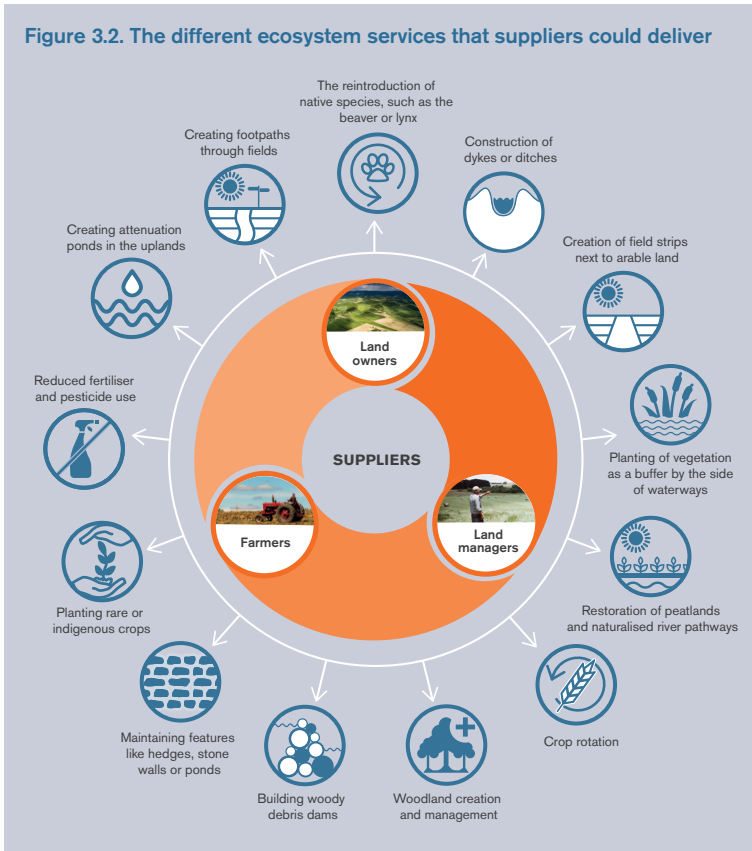 Figure 3.2. The different ecosystem services that suppliers could deliver
The reintroduction of
native species, such as the
beaver or lynx
Creating footpaths
through fields
Construction of
dykes or ditches
Creating attenuation
ponds in the uplands
Creation of field strips
next to arable land
Land
owners
Reduced fertiliser
and pesticide use
SUPPLIERS
Planting of vegetation
as a buffer by the side
of waterways
Farmers
Land
managers
Planting rare or
indigenous crops
Restoration of peatlands
and naturalised river pathways
Maintaining features
like hedges, stone
walls or ponds
Crop rotation
Building woody
debris dams
Woodland creation
and management